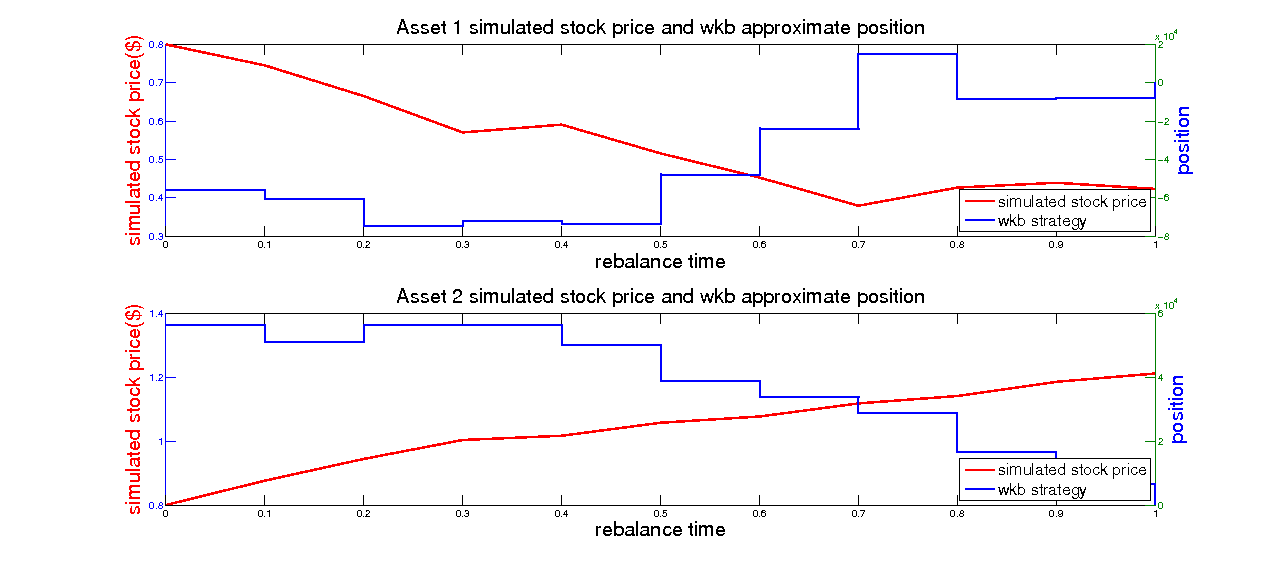 Asset 1 simulated stock price and wkb approximate position
x 10^4
simulated stock price($)
0.8
0.7
0.6
0.5
0.4
0.3
2
0
-2
-4
-6
-8
position
simulated stock price
wkb strategy
0 0.1 0.2 0.3 0.4 0.5 0.6 0.7 0.8 0.9 1
rebalance time
Asset 2 simulated stock price and wkb approximate position
x 10^4
simulated stock price($)
1.4
1.2
1
0.8
6
4
2
0
position
simulated stock price
wkb strategy
0 0.1 0.2 0.3 0.4 0.5 0.6 0.7 0.8 0.9 1
rebalance time